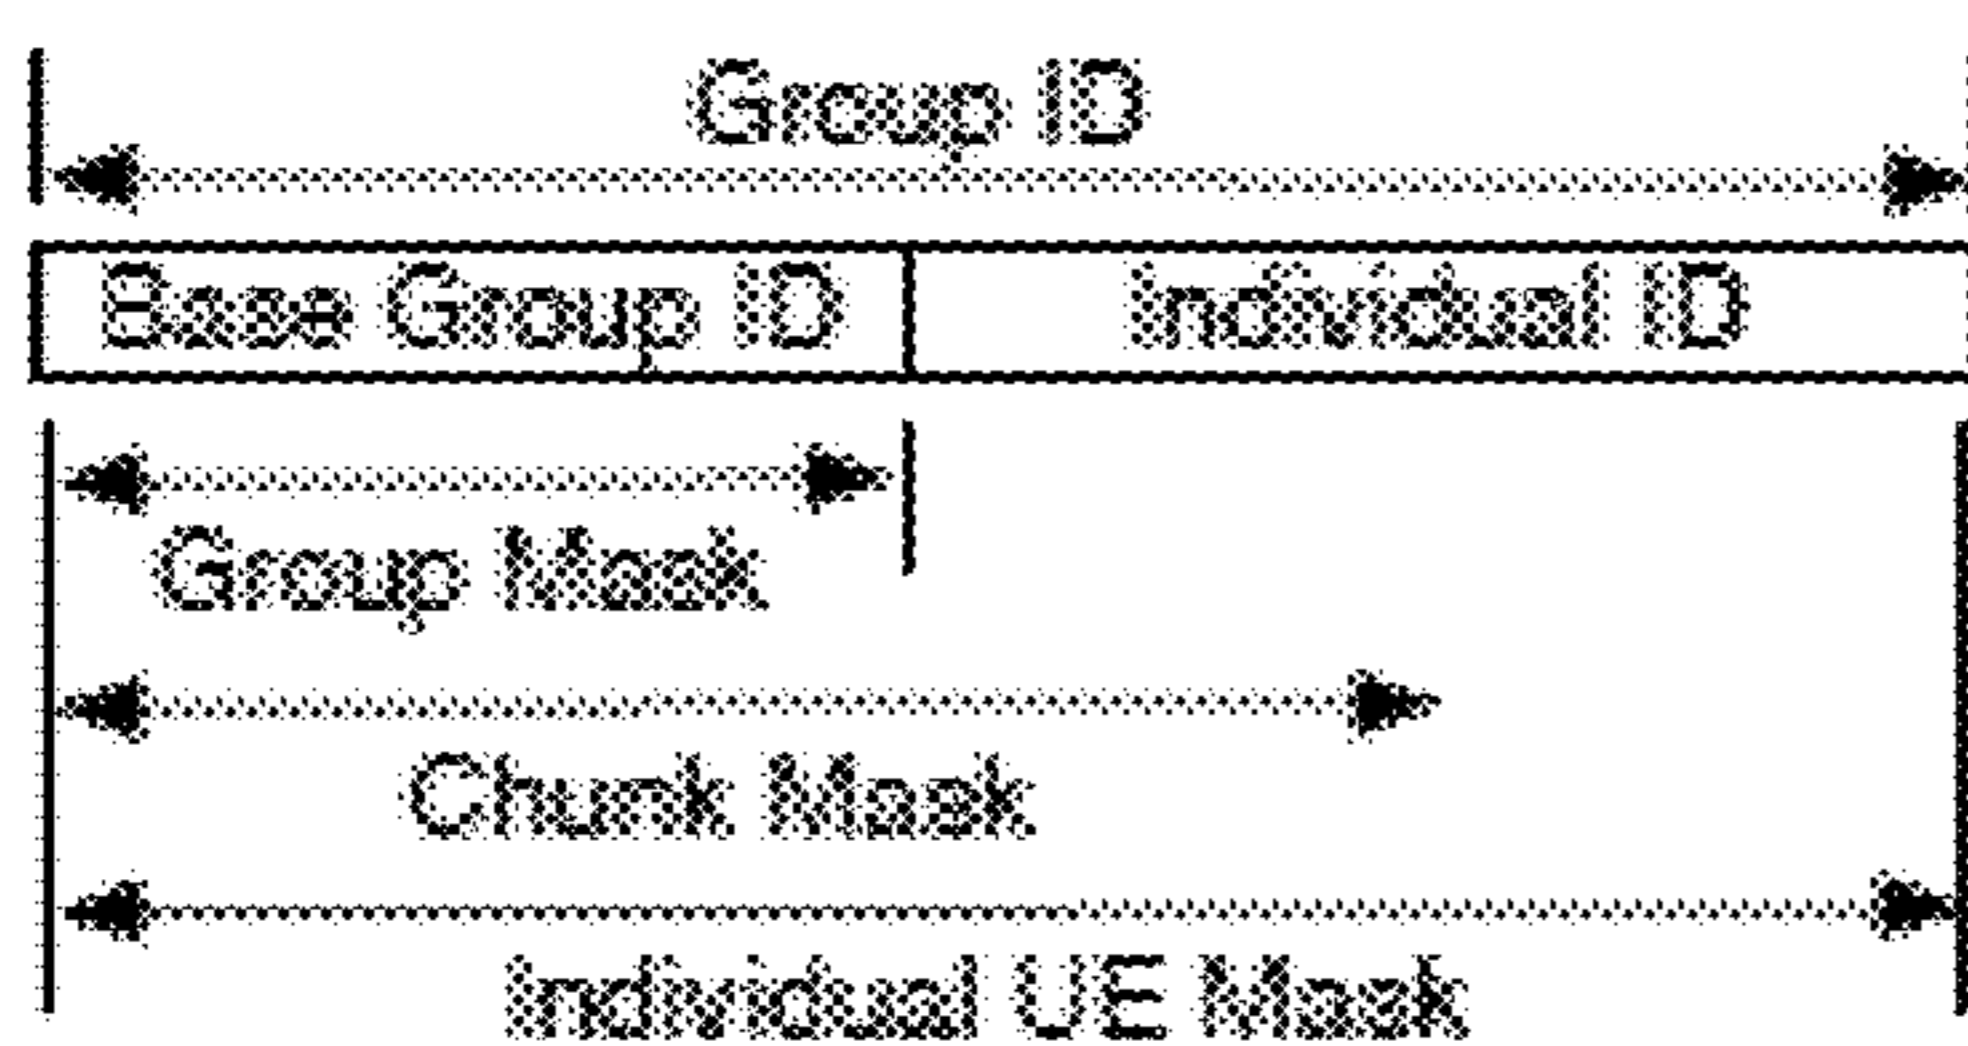 Group ID
Base Group ID Individual ID
Group Mask
Chunk Mask
Individual UE Mask